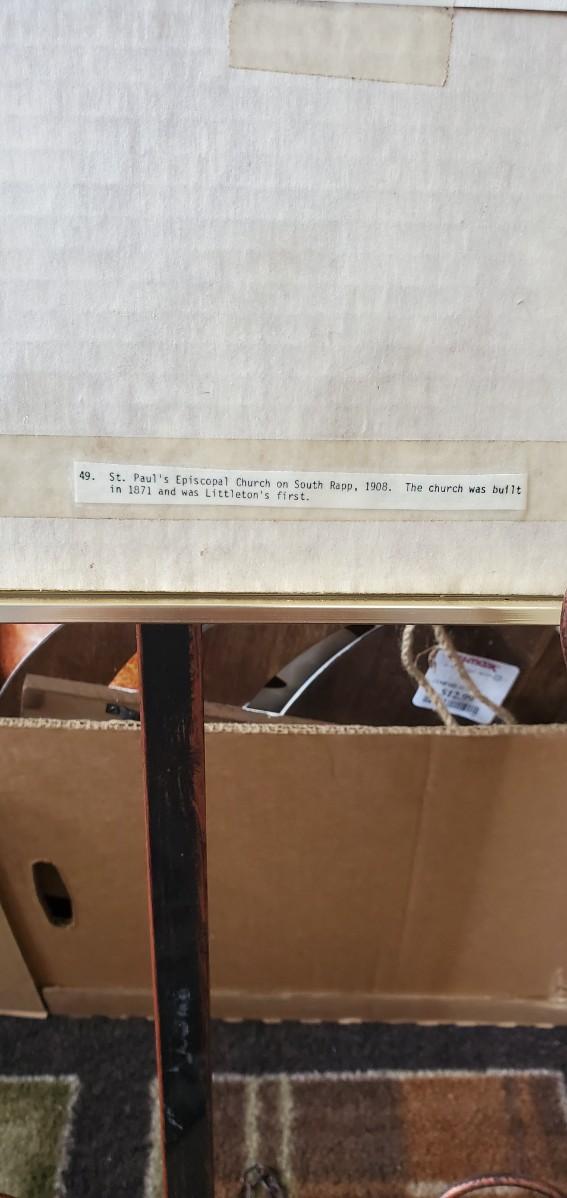 49. St. Paul's Episcopal Church on South Rapp, 1908. The church was built
in 1871 and was Littleton's first.